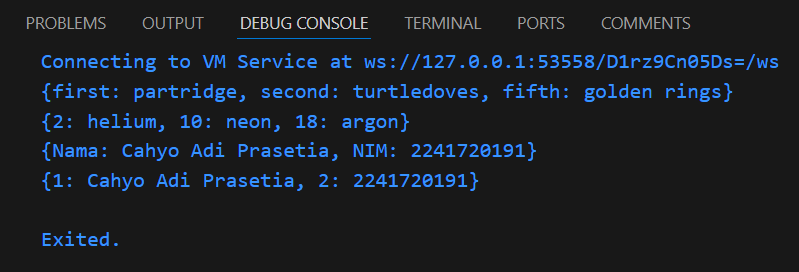 PROBLEMS OUTPUT DEBUG CONSOLE TERMINAL PORTS COMMENTS
Connecting to VM Service at ws://127.0.0.1:53558/D1rz9Cn05Ds=/ws
{first: partridge, second: turtledoves, fifth: golden rings}
{2: helium, 10: neon, 18: argon}
{Nama: Cahyo Adi Prasetia, NIM: 2241720191}
{1: Cahyo Adi Prasetia, 2: 2241720191}
Exited.